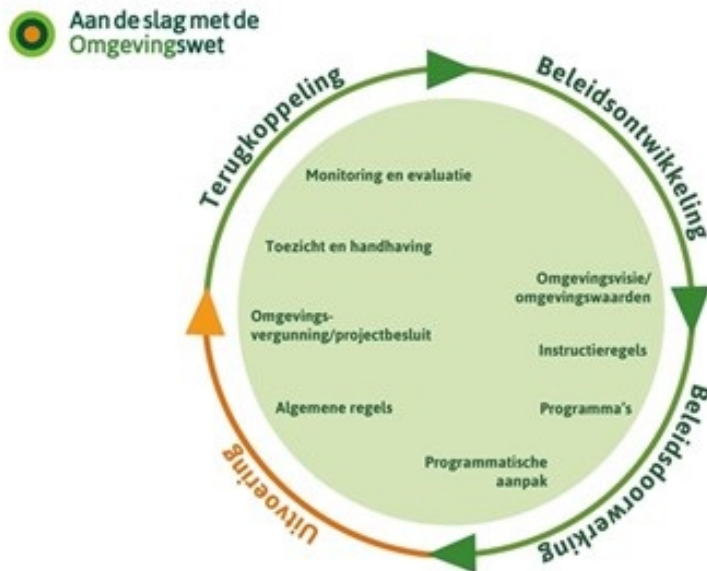 Aan de slag met de
Omgevingswet
Terugkoppeling
Beleidsontwikkeling
Monitoring en evaluatie
Toezicht en handhaving
Omgevingsvisie/
omgevingswaarden
Omgevings-
vergunning/projectbesluit
Instructieregels
Algemene regels
Programma's
Programmatische
aanpak
Uitvoering
Beleidsdoorwerking